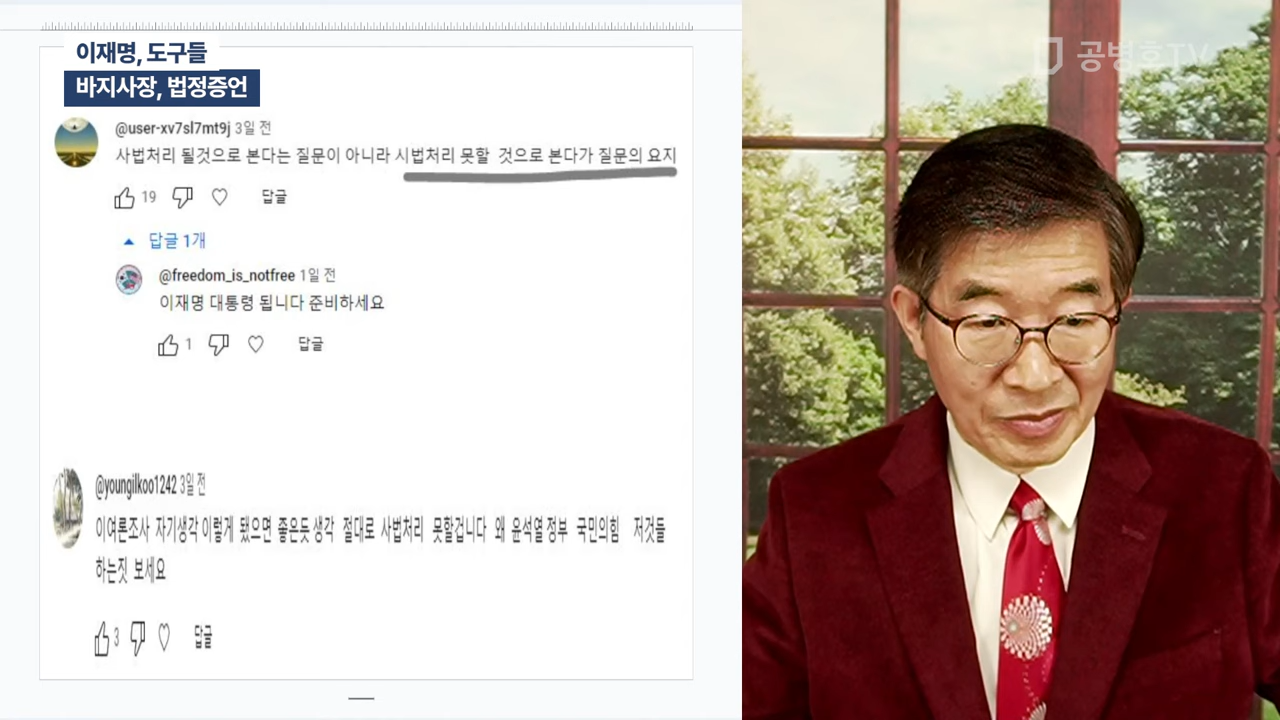 이재명, 도구들
바지사장, 법정증언
공병호TV
@user-xv7sl7mt9j 3일 전
사법처리 될것으로 본다는 질문이 아니라 시법처리 못할 것으로 본다가 질문의 요지
19 답글
답글 1개
@freedom_is_notfree 1일 전
이재명 대통령 됩니다 준비하세요
1 답글
@youngilkoo1242 3일 전
이여론조사 자기생각 이렇게 됐으면 좋은듯 생각 절대로 사법처리 못할겁니다 왜 윤석열 정부 국민의힘 저것들
하는짓 보세요
3 답글